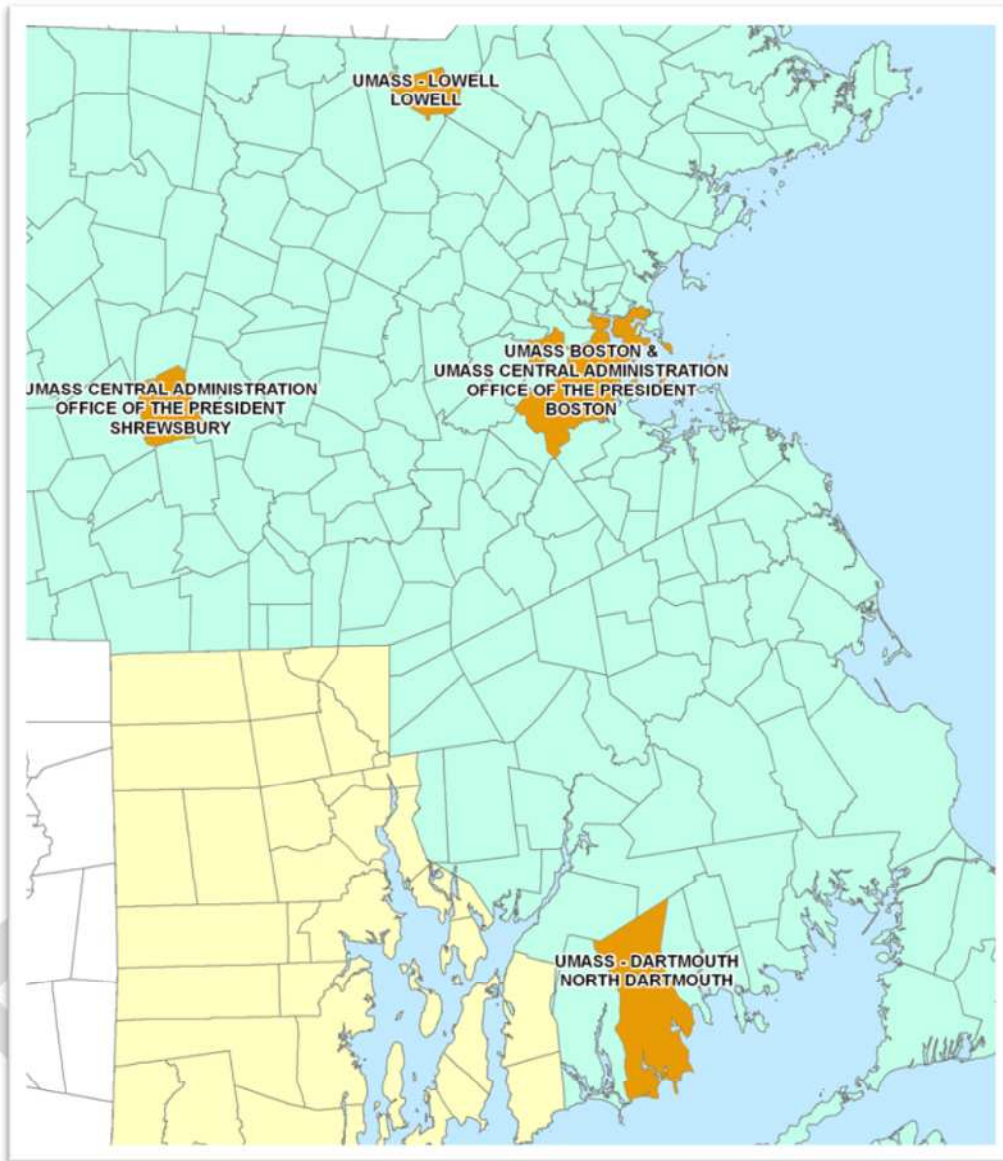 UMASS - LOWELL
LOWELL
UMASS BOSTON &
UMASS CENTRAL ADMINISTRATION
OFFICE OF THE PRESIDENT
BOSTON
UMASS CENTRAL ADMINISTRATION
OFFICE OF THE PRESIDENT
SHREWSBURY
UMASS - DARTMOUTH
NORTH DARTMOUTH